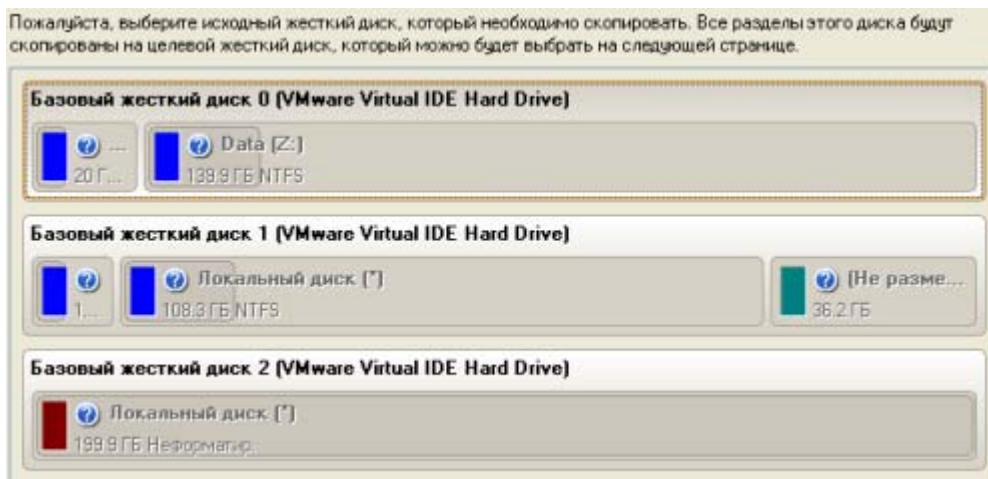 Пожалуйста, выберите исходный жесткий диск, который необходимо скопировать. Все разделы этого диска будут
скопированы на целевой жесткий диск, который можно будет выбрать на следующей странице.
Базовый жесткий диск 0 (VMware Virtual IDE Hard Drive)
...
20 Г...
Data (Z:)
139.9 ГБ NTFS
Базовый жесткий диск 1 (VMware Virtual IDE Hard Drive)
1,...
Локальный диск (*)
108.3 ГБ NTFS
(Не разме...
36.2 ГБ
Базовый жесткий диск 2 (VMware Virtual IDE Hard Drive)
Локальный диск (*)
199.9 ГБ Неформатир.